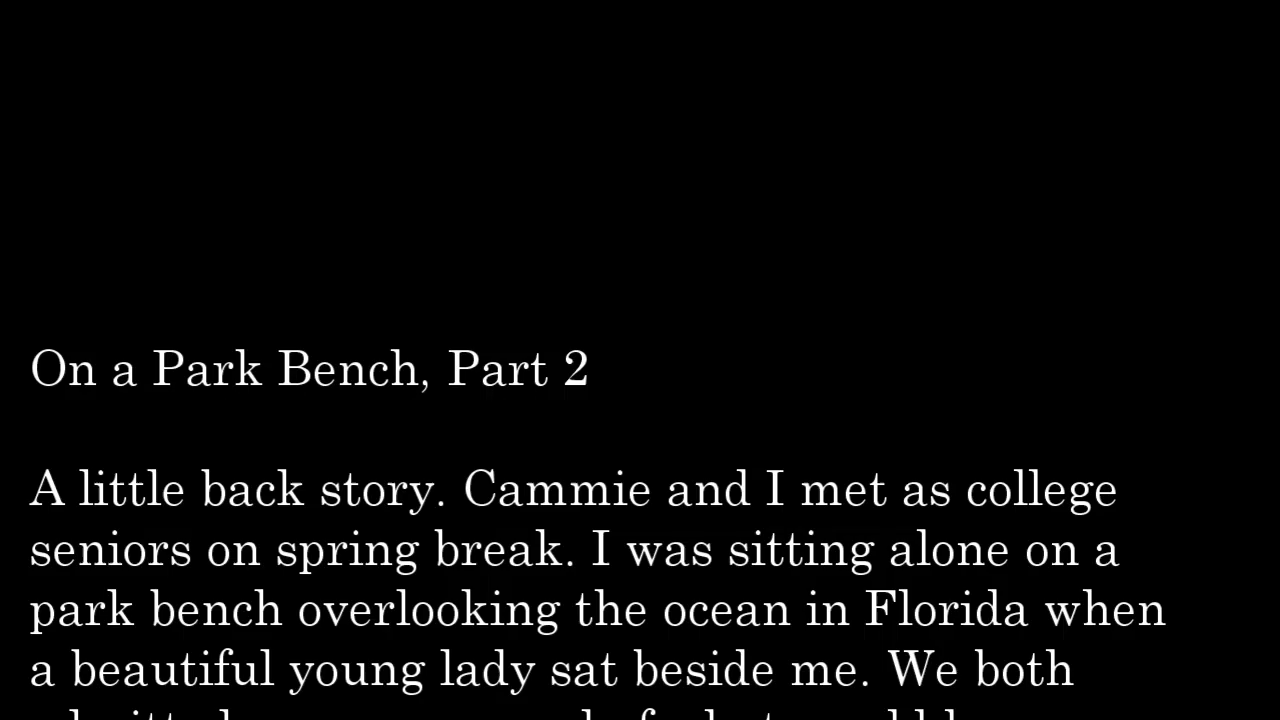 On a Park Bench, Part 2
A little back story. Cammie and I met as college
seniors on spring break. I was sitting alone on a
park bench overlooking the ocean in Florida when
a beautiful young lady sat beside me. We both